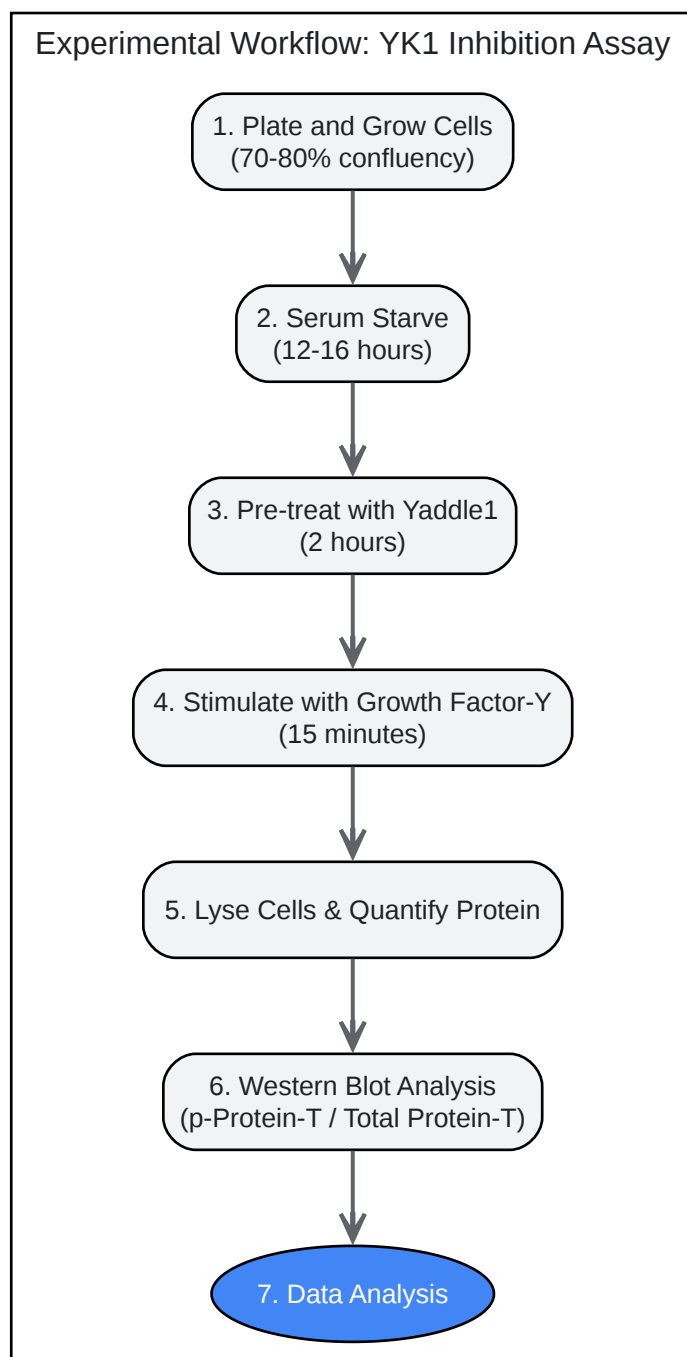 Experimental Workflow: YK1 Inhibition Assay
1. Plate and Grow Cells
(70-80% confluency)
2. Serum Starve
(12-16 hours)
3. Pre-treat with Yaddle1
(2 hours)
4. Stimulate with Growth Factor-Y
(15 minutes)
5. Lyse Cells & Quantify Protein
6. Western Blot Analysis
(p-Protein-T / Total Protein-T)
7. Data Analysis